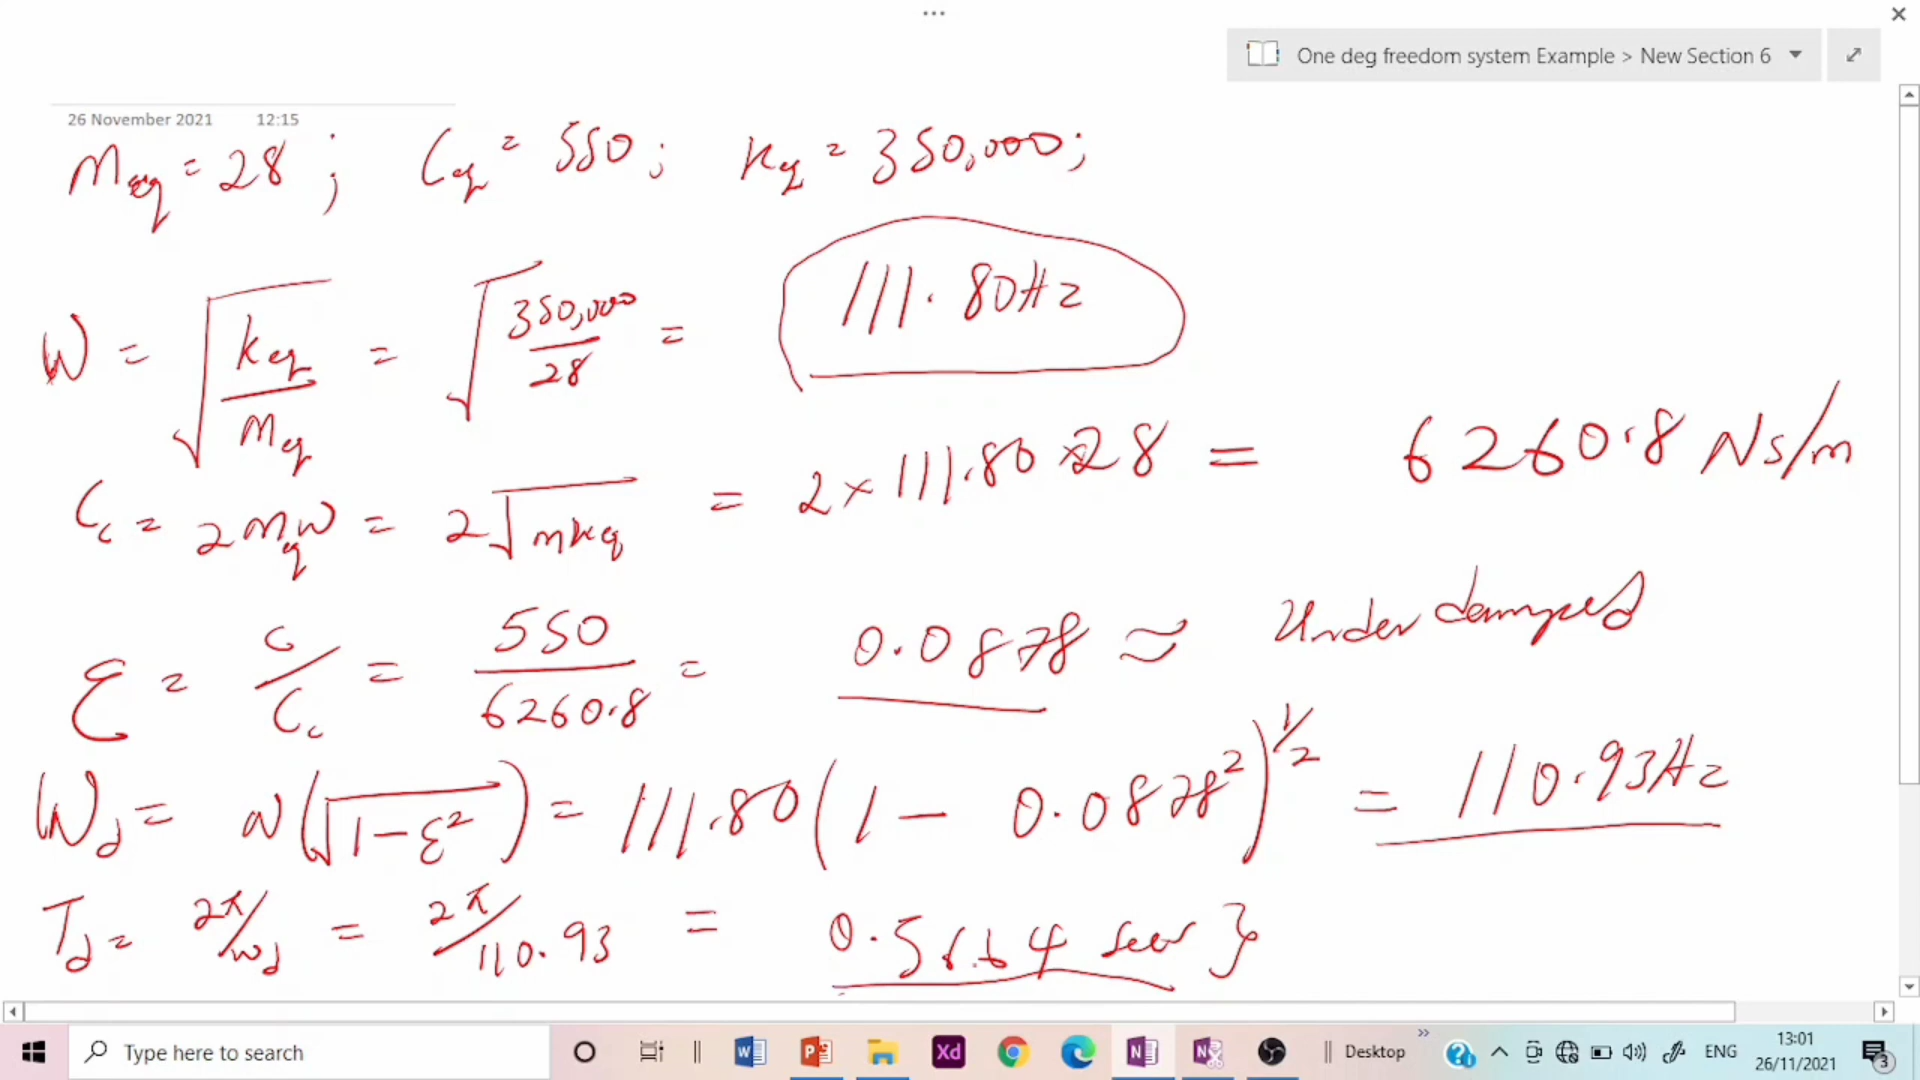 One deg freedom system Example > New Section 6
26 November 2021 12:15
Meq = 28 ; Ceq = 550; Keq = 350,000;
W = √(Keq/Meq) = √(350,000/28) = 111.80Hz
Cc = 2MeqW = 2√mkeq = 2 × 111.80 × 28 = 6260.8 Ns/m
ξ = C/Cc = 550/6260.8 = 0.0878 ≈ Under damped
Wd = W(√1-ξ²) = 111.80(1 - 0.0878²)^1/2 = 110.93Hz
Td = 2π/wd = 2π/110.93 = 0.5664 secs }
Type here to search
Xd
Desktop
ENG
13:01
26/11/2021
3